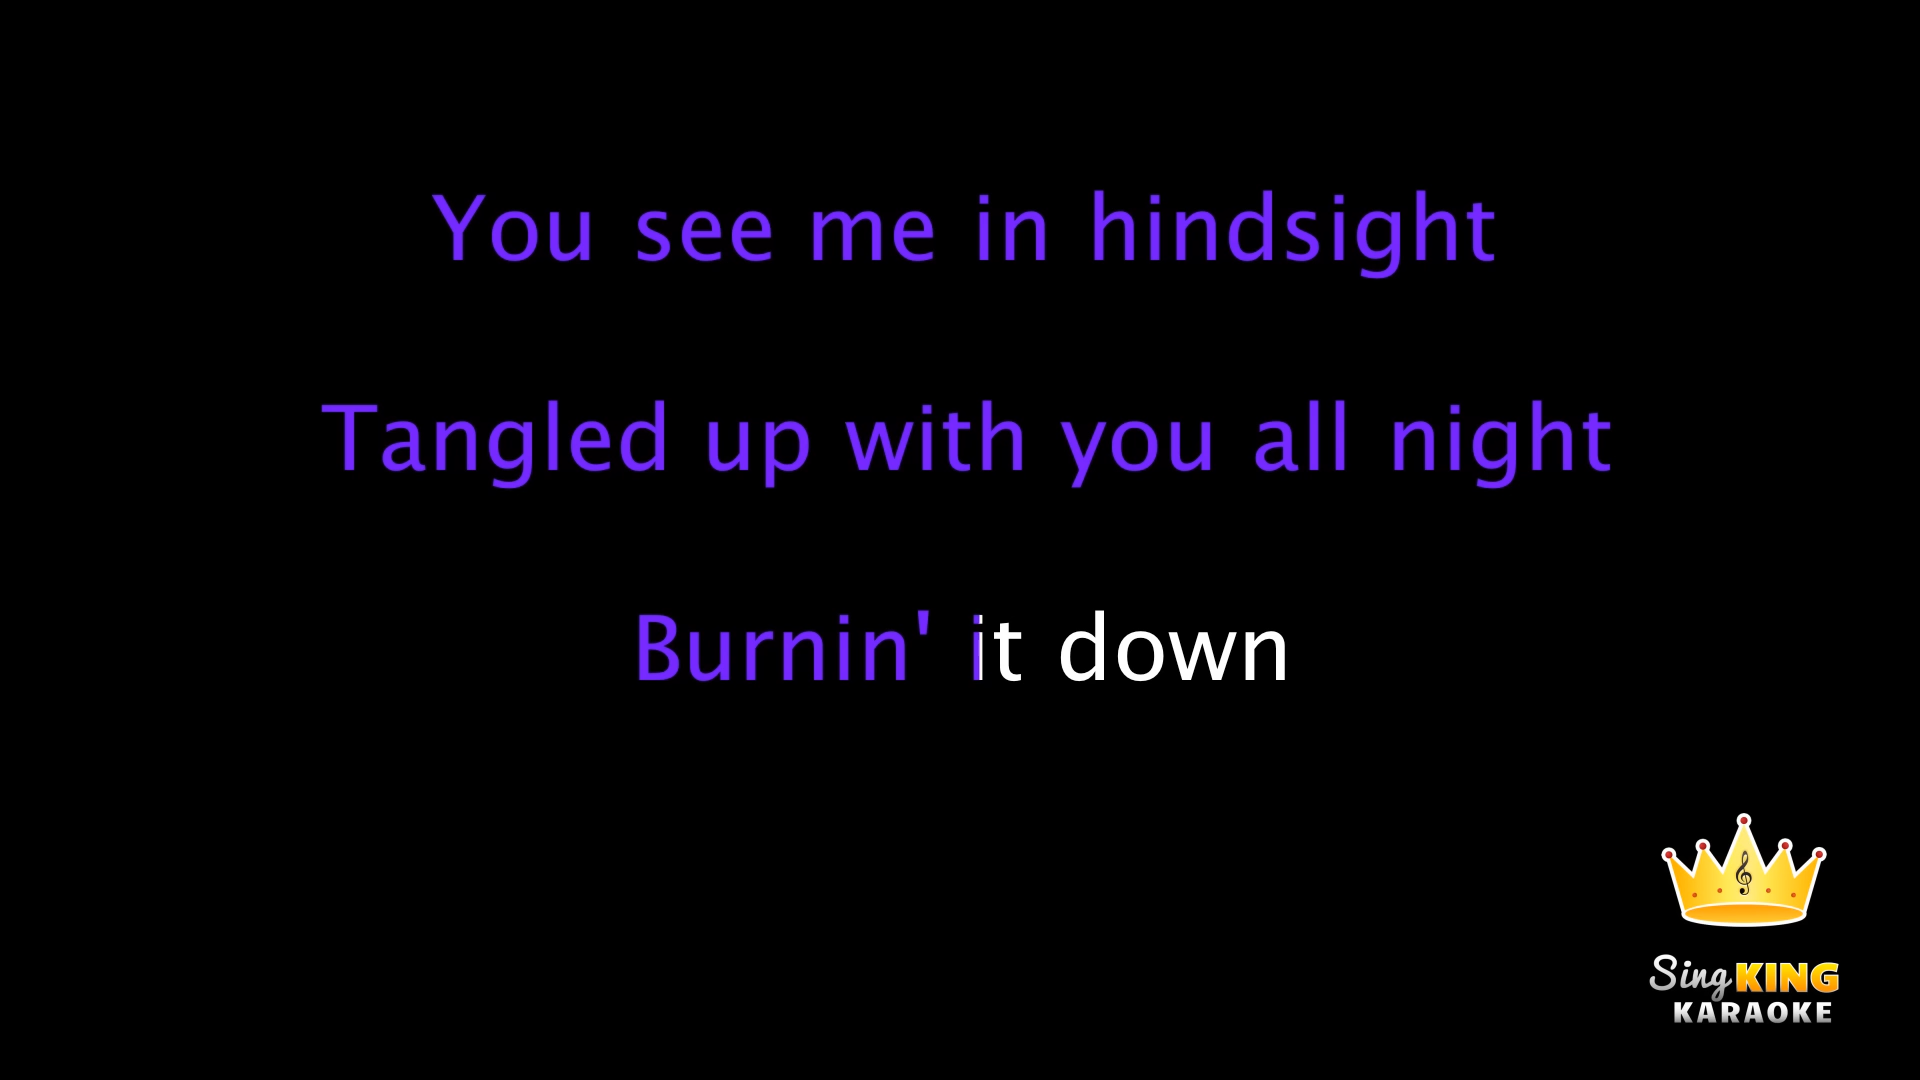 You see me in hindsight
Tangled up with you all night
Burnin' it down
Sing KING
KARAOKE